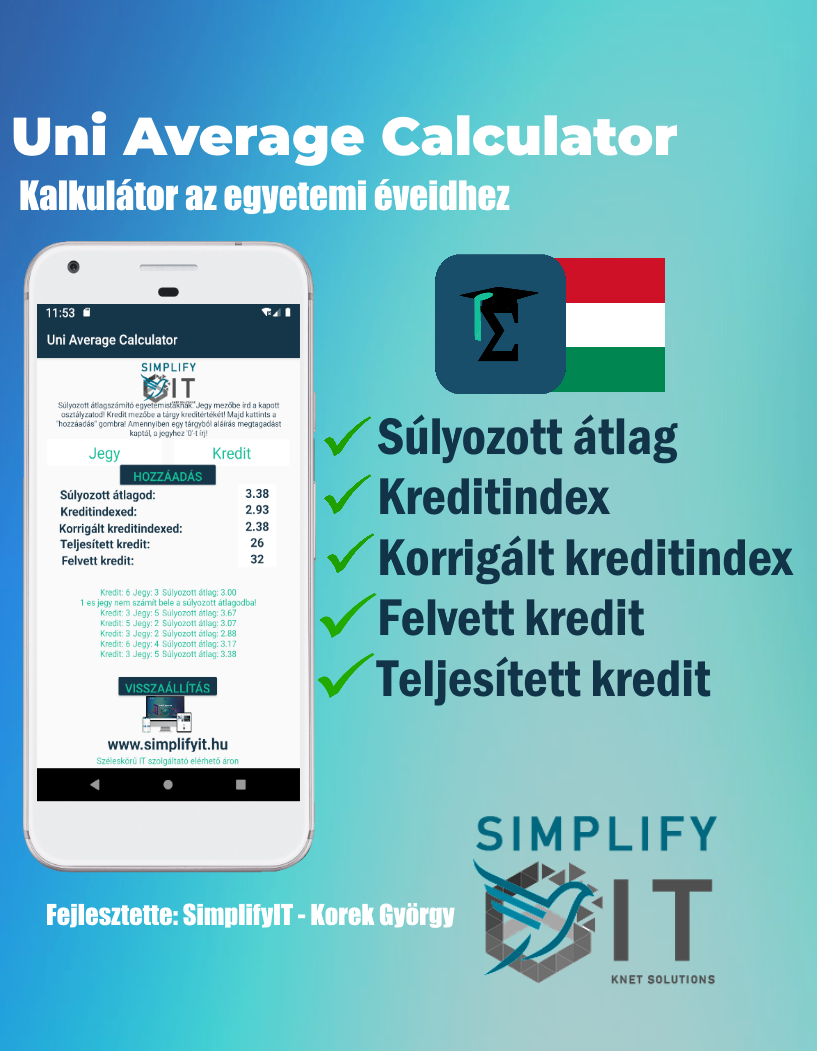 Uni Average Calculator
Kalkulátor az egyetemi éveidhez
11:53
Uni Average Calculator
SIMPLIFY
IT
Súlyozott átlagszámító egyetemistáknak. Jegy mezőbe írd a kapott
osztályzatod! Kredit mezőbe a tárgy kreditértékét! Majd kattints a
"hozzáadás" gombra! Amennyiben egy tárgyból aláírás megtagadást
kaptál, a jegyhez '0'-t írj!
Jegy Kredit
HOZZÁADÁS
Súlyozott átlagod: 3.38
Kreditindexed: 2.93
Korrigált kreditindexed: 2.38
Teljesített kredit: 26
Felvett kredit: 32
Kredit: 6 Jegy: 3 Súlyozott átlag: 3.00
1 es jegy nem számít bele a súlyozott átlagodba!
Kredit: 3 Jegy: 5 Súlyozott átlag: 3.67
Kredit: 5 Jegy: 2 Súlyozott átlag: 3.07
Kredit: 3 Jegy: 2 Súlyozott átlag: 2.88
Kredit: 6 Jegy: 4 Súlyozott átlag: 3.17
Kredit: 3 Jegy: 5 Súlyozott átlag: 3.38
VISSZAÁLLÍTÁS
www.simplifyit.hu
Széleskörű IT szolgáltató elérhető áron
Σ
Súlyozott átlag
Kreditindex
Korrigált kreditindex
Felvett kredit
Teljesített kredit
Fejlesztette: SimplifyIT - Korek György
SIMPLIFY
IT
KNET SOLUTIONS